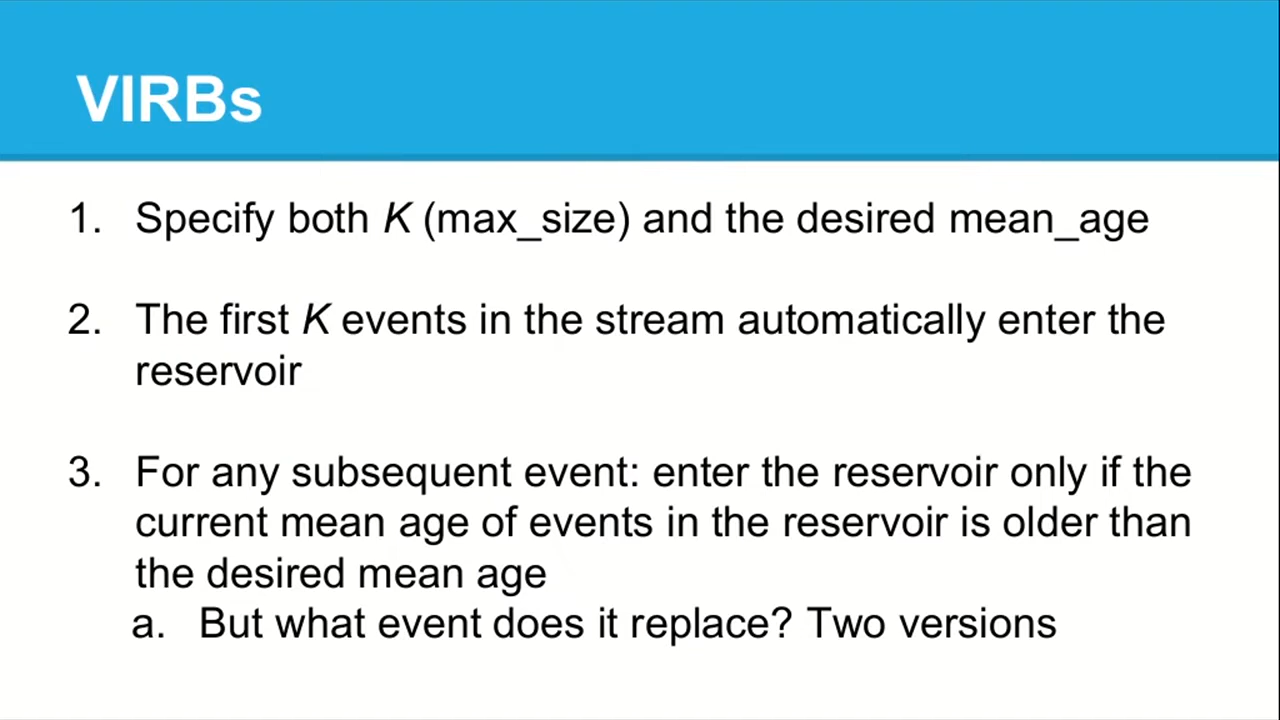 VIRBs
1. Specify both K (max_size) and the desired mean_age
2. The first K events in the stream automatically enter the
reservoir
3. For any subsequent event: enter the reservoir only if the
current mean age of events in the reservoir is older than
the desired mean age
a. But what event does it replace? Two versions